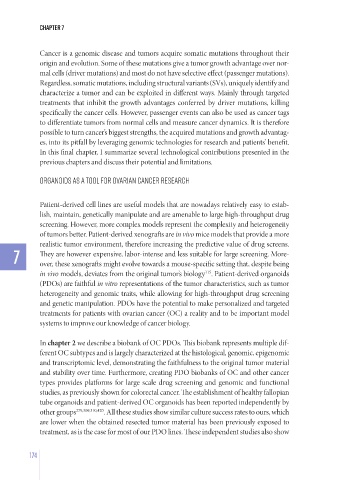 CHAPTER 7
Cancer is a genomic disease and tumors acquire somatic mutations throughout their
origin and evolution. Some of these mutations give a tumor growth advantage over nor-
mal cells (driver mutations) and most do not have selective effect (passenger mutations).
Regardless, somatic mutations, including structural variants (SVs), uniquely identify and
characterize a tumor and can be exploited in different ways. Mainly through targeted
treatments that inhibit the growth advantages conferred by driver mutations, killing
specifically the cancer cells. However, passenger events can also be used as cancer tags
to differentiate tumors from normal cells and measure cancer dynamics. It is therefore
possible to turn cancer's biggest strengths, the acquired mutations and growth advantag-
es, into its pitfall by leveraging genomic technologies for research and patients' benefit.
In this final chapter, I summarize several technological contributions presented in the
previous chapters and discuss their potential and limitations.
ORGANOIDS AS A TOOL FOR OVARIAN CANCER RESEARCH
Patient-derived cell lines are useful models that are nowadays relatively easy to estab-
lish, maintain, genetically manipulate and are amenable to large high-throughput drug
screening. However, more complex models represent the complexity and heterogeneity
of tumors better. Patient-derived xenografts are in vivo mice models that provide a more
realistic tumor environment, therefore increasing the predictive value of drug screens.
7
They are however expensive, labor-intense and less suitable for large screening. More-
over, these xenografts might evolve towards a mouse-specific setting that, despite being
in vivo models, deviates from the original tumor's biology. Patient-derived organoids
(PDOs) are faithful in vitro representations of the tumor characteristics, such as tumor
heterogeneity and genomic traits, while allowing for high-throughput drug screening
and genetic manipulation. PDOs have the potential to make personalized and targeted
treatments for patients with ovarian cancer (OC) a reality and to be important model
systems to improve our knowledge of cancer biology.
In chapter 2 we describe a biobank of OC PDOs. This biobank represents multiple dif-
ferent OC subtypes and is largely characterized at the histological, genomic, epigenomic
and transcriptomic level, demonstrating the faithfulness to the original tumor material
and stability over time. Furthermore, creating PDO biobanks of OC and other cancer
types provides platforms for large scale drug screening and genomic and functional
studies, as previously shown for colorectal cancer. The establishment of healthy fallopian
tube organoids and patient-derived OC organoids has been reported independently by
other groups. All these studies show similar culture success rates to ours, which
are lower when the obtained resected tumor material has been previously exposed to
treatment, as is the case for most of our PDO lines. These independent studies also show
174